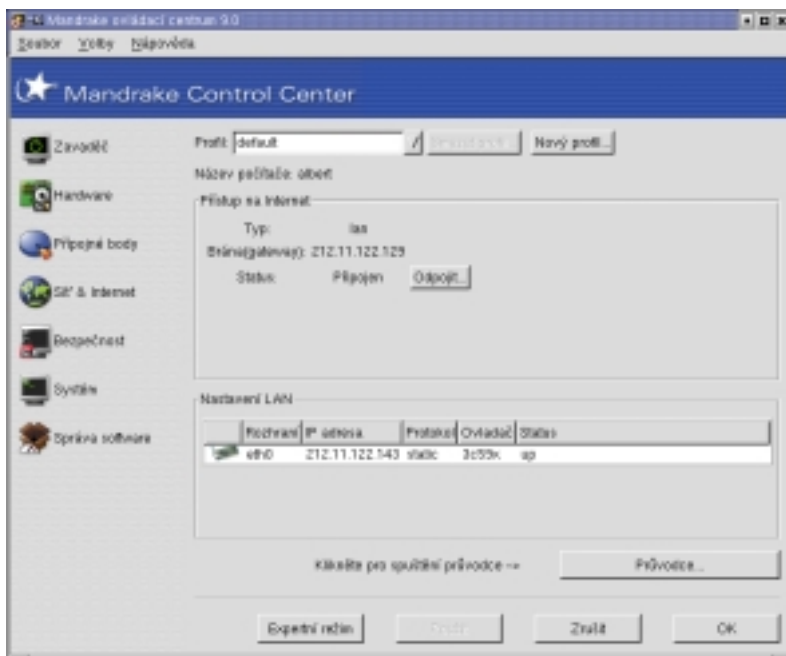 Mandrake ovládací centrum 9.0
Soubor Volby Nápověda
Mandrake Control Center
Zavaděč
Hardware
Přípojné body
Síť & Internet
Bezpečnost
Systém
Správa software
Profil: default Nový profil...
Název počítače: albert
Přístup na Internet
Typ: lan
Brána(gateway): 212.11.122.129
Status: Připojen Odpojit...
Nastavení LAN
Rozhraní IP adresa Protokol Ovladač Status
eth0 212.11.122.143 static 3c59x up
Klikněte pro spuštění průvodce -> Průvodce...
Expertní režim Zrušit OK